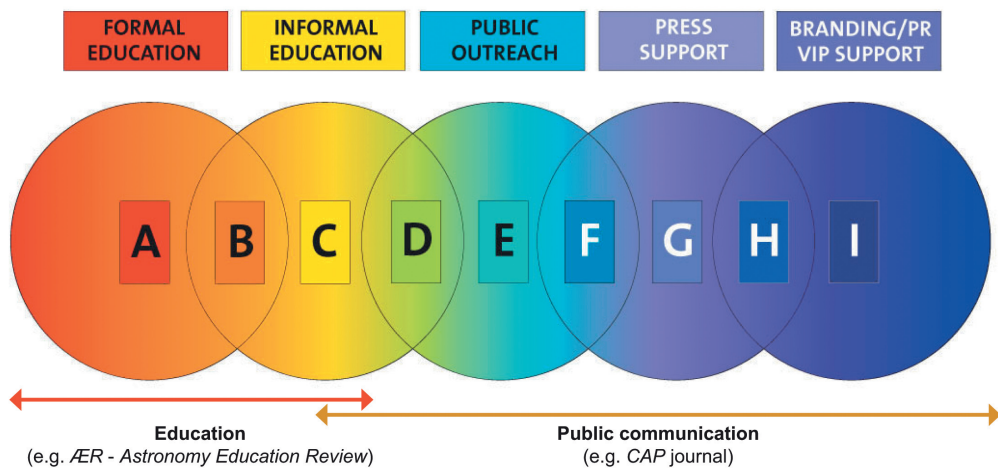 FORMAL
EDUCATION
INFORMAL
EDUCATION
PUBLIC
OUTREACH
PRESS
SUPPORT
BRANDING/PR
VIP SUPPORT
A
B
C
D
E
F
G
H
I
Education
(e.g. ÆR - Astronomy Education Review)
Public communication
(e.g. CAP journal)